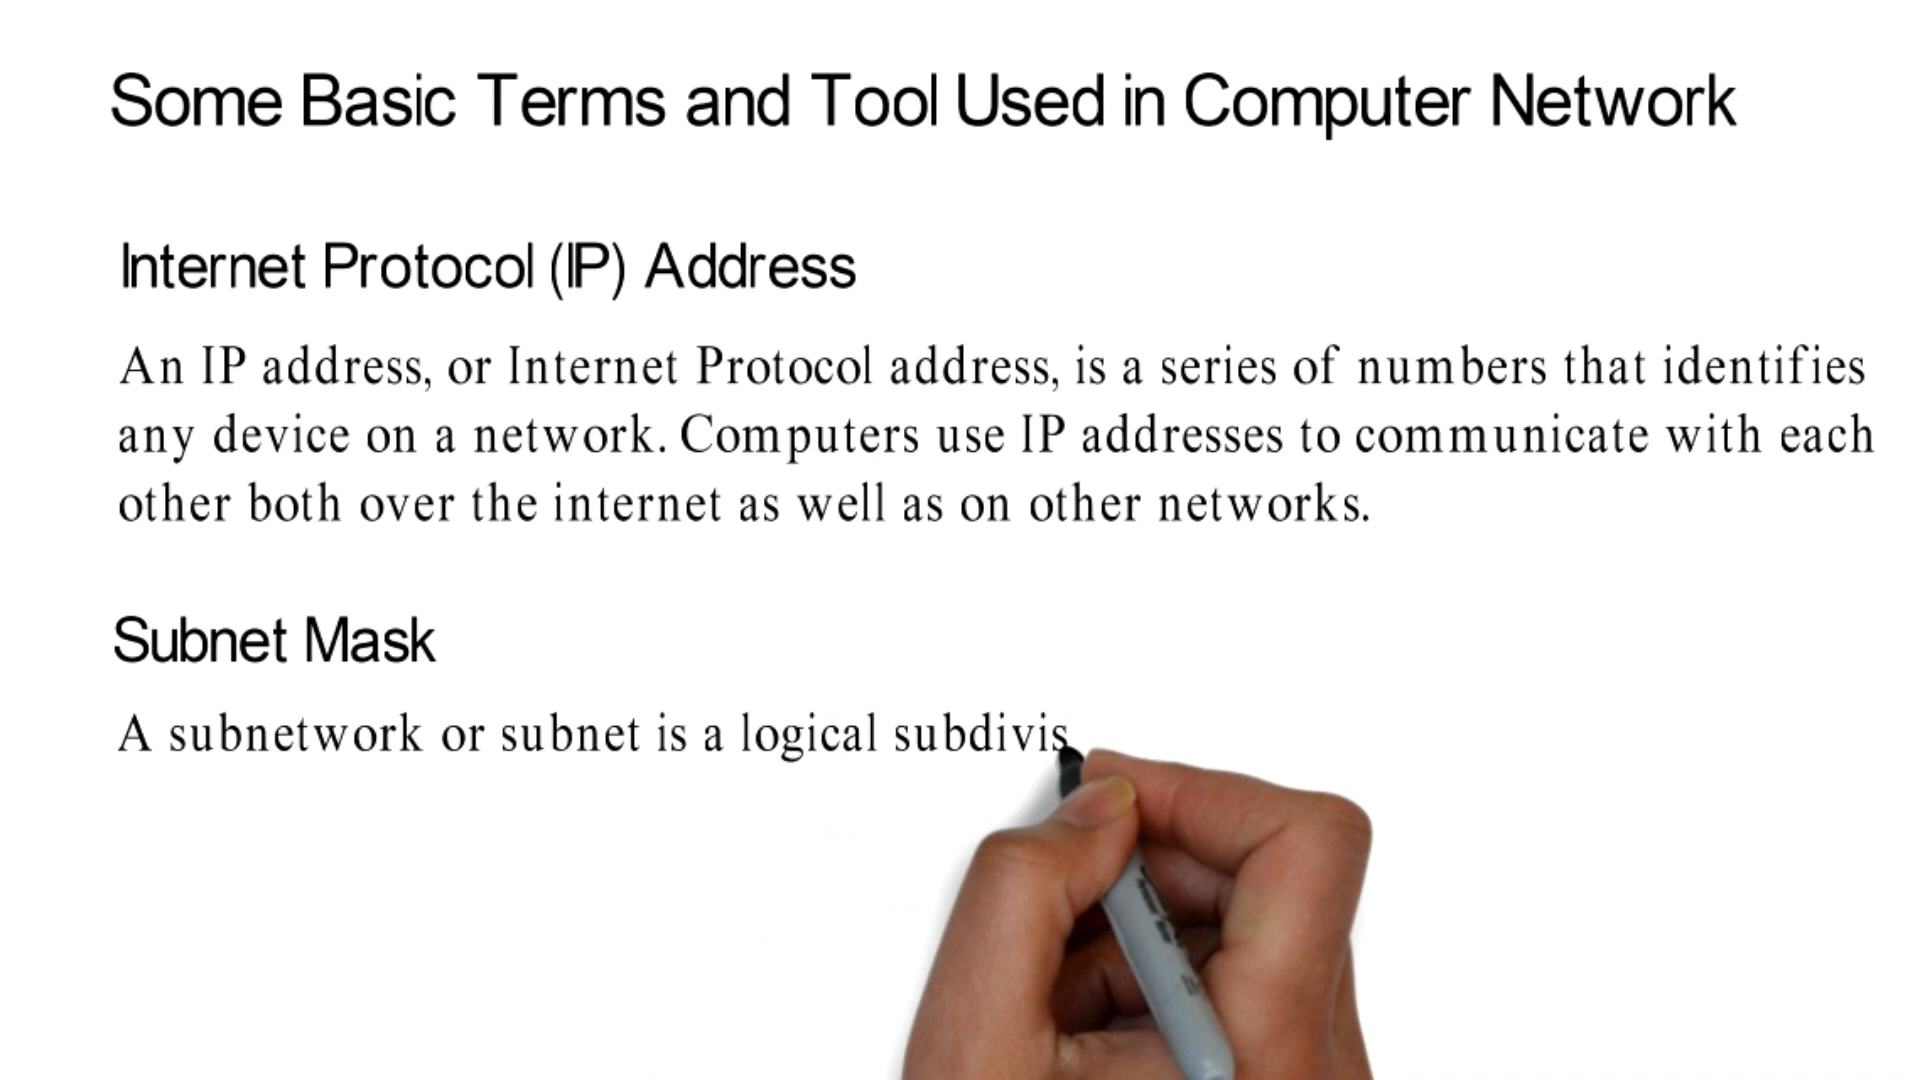 Some Basic Terms and Tool Used in Computer Network
Internet Protocol (IP) Address
An IP address, or Internet Protocol address, is a series of numbers that identifies
any device on a network. Computers use IP addresses to communicate with each
other both over the internet as well as on other networks.
Subnet Mask
A subnetwork or subnet is a logical subdivis